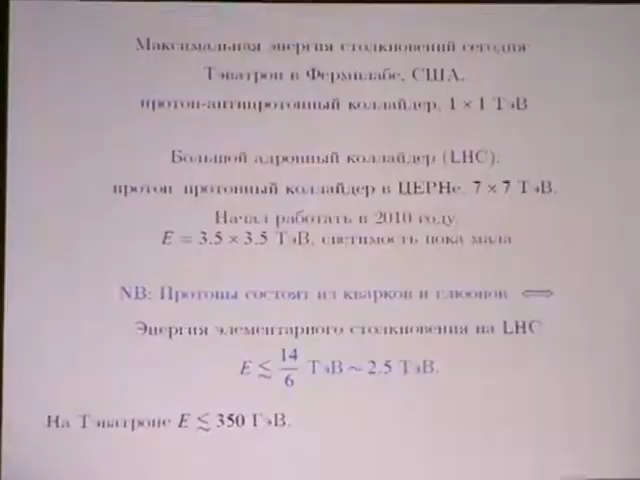 Максимальная энергия столкновений сегодня
Тэватрон в Фермилабе, США,
протон-антипротонный коллайдер, 1 × 1 ТэВ
Большой адронный коллайдер (LHC),
протон-протонный коллайдер в ЦЕРНе, 7 × 7 ТэВ.
Начал работать в 2010 году,
E = 3.5 × 3.5 ТэВ, светимость пока мала
NB: Протоны состоят из кварков и глюонов ⟺
Энергия элементарного столкновения на LHC
E ≲ 14/6 ТэВ ∼ 2.5 ТэВ.
На Тэватроне E ≲ 350 ГэВ.